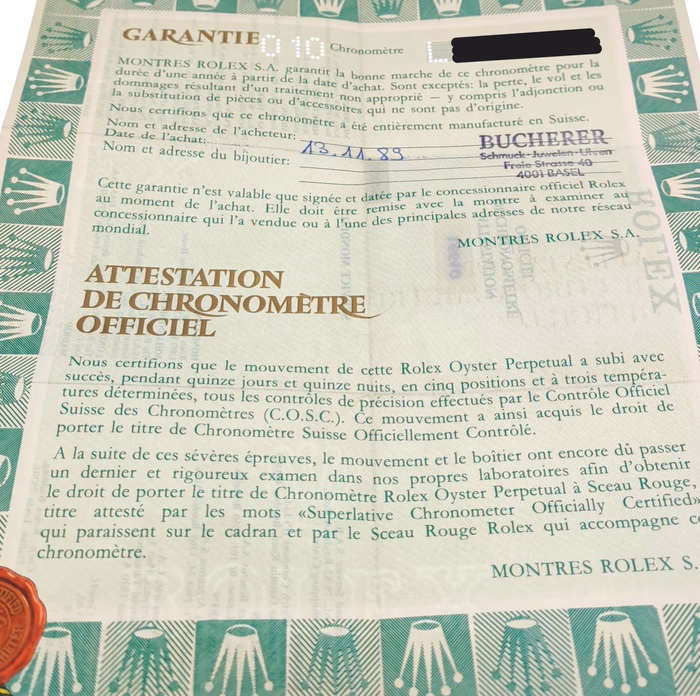 GARANTIE 010 Chronomètre L
MONTRES ROLEX S.A. garantit la bonne marche de ce chronomètre pour la
durée d'une année à partir de la date d'achat. Sont exceptés: la perte, le vol et les
dommages résultant d'un traitement non approprié – y compris l'adjonction ou
la substitution de pièces ou d'accessoires qui ne sont pas d'origine.
Nous certifions que ce chronomètre a été entièrement manufacturé en Suisse.
Nom et adresse de l'acheteur:
Date de l'achat: 13.11.89
Nom et adresse du bijoutier:
BUCHERER
Schmuck-Juwelen-Uhren
Freie Strasse 40
4001 BASEL
Cette garantie n'est valable que signée et datée par le concessionnaire officiel Rolex
au moment de l'achat. Elle doit être remise avec la montre à examiner au
concessionnaire qui l'a vendue ou à l'une des principales adresses de notre réseau
mondial.
MONTRES ROLEX S.A.
ATTESTATION
DE CHRONOMÈTRE
OFFICIEL
Nous certifions que le mouvement de cette Rolex Oyster Perpetual a subi avec
succès, pendant quinze jours et quinze nuits, en cinq positions et à trois tempéra-
tures déterminées, tous les contrôles de précision effectués par le Contrôle Officiel
Suisse des Chronomètres (C.O.S.C.). Ce mouvement a ainsi acquis le droit de
porter le titre de Chronomètre Suisse Officiellement Contrôlé.
A la suite de ces sévères épreuves, le mouvement et le boîtier ont encore dû passer
un dernier et rigoureux examen dans nos propres laboratoires afin d'obtenir
le droit de porter le titre de Chronomètre Rolex Oyster Perpetual à Sceau Rouge,
titre attesté par les mots «Superlative Chronometer Officially Certified»
qui paraissent sur le cadran et par le Sceau Rouge Rolex qui accompagne c
chronomètre.
MONTRES ROLEX S.